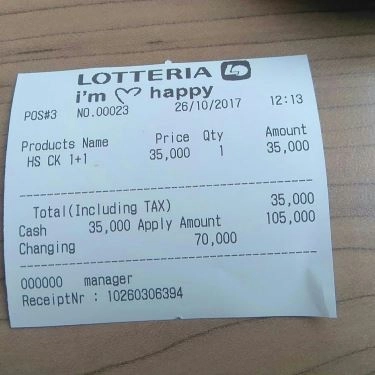 LOTTERIA
i'm happy
POS#3 NO.00023 26/10/2017 12:13
Products Name Price Qty Amount
HS CK 1+1 35,000 1 35,000
Total(Including TAX) 35,000
Cash 35,000 Apply Amount 105,000
Changing 70,000
000000 manager
ReceiptNr : 10260306394